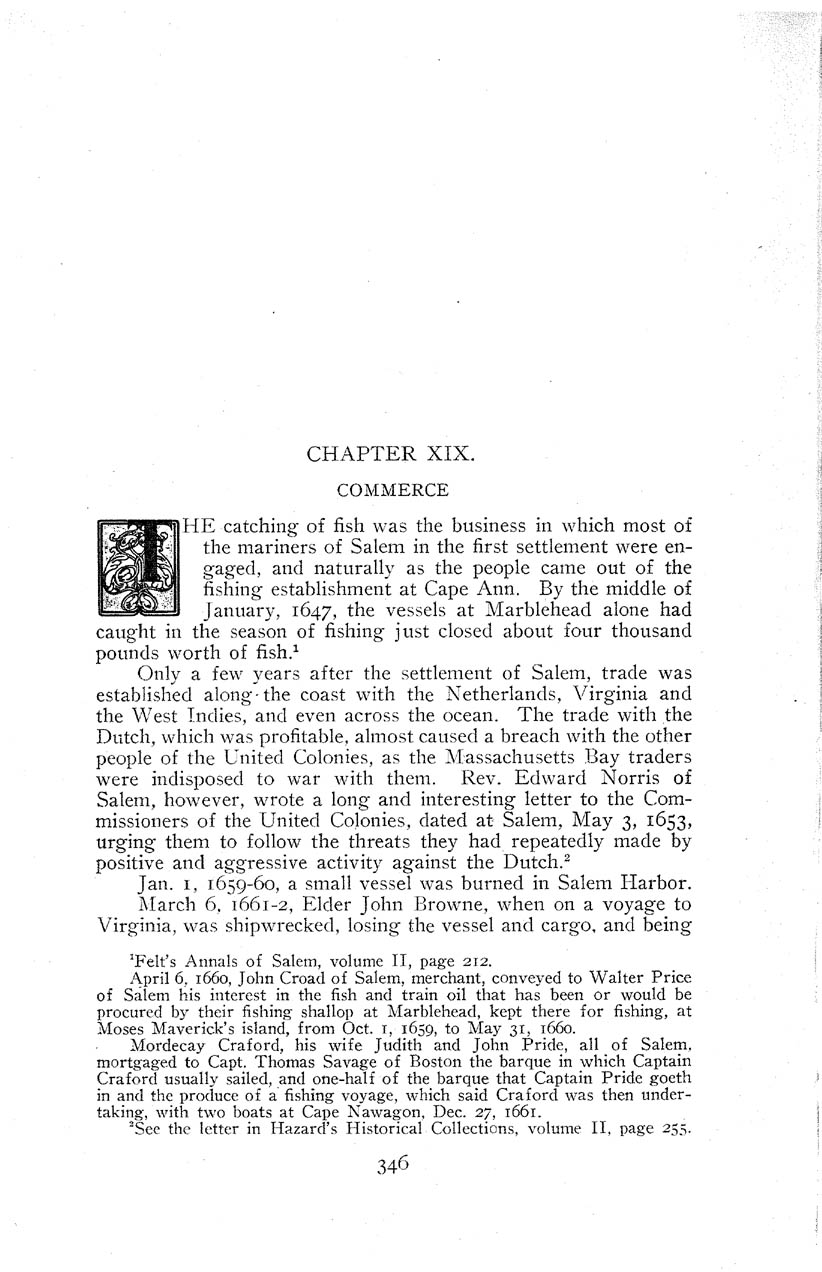 CHAPTER XIX.
COMMERCE
THE catching of fish was the business in which most of
the mariners of Salem in the first settlement were en-
gaged, and naturally as the people came out of the
fishing establishment at Cape Ann. By the middle of
January, 1647, the vessels at Marblehead alone had
caught in the season of fishing just closed about four thousand
pounds worth of fish.¹
Only a few years after the settlement of Salem, trade was
established along the coast with the Netherlands, Virginia and
the West Indies, and even across the ocean. The trade with the
Dutch, which was profitable, almost caused a breach with the other
people of the United Colonies, as the Massachusetts Bay traders
were indisposed to war with them. Rev. Edward Norris of
Salem, however, wrote a long and interesting letter to the Com-
missioners of the United Colonies, dated at Salem, May 3, 1653,
urging them to follow the threats they had repeatedly made by
positive and aggressive activity against the Dutch.²
Jan. 1, 1659-60, a small vessel was burned in Salem Harbor.
March 6, 1661-2, Elder John Browne, when on a voyage to
Virginia, was shipwrecked, losing the vessel and cargo, and being
¹Felt's Annals of Salem, volume II, page 212.
April 6, 1660, John Croad of Salem, merchant, conveyed to Walter Price
of Salem his interest in the fish and train oil that has been or would be
procured by their fishing shallop at Marblehead, kept there for fishing, at
Moses Maverick's island, from Oct. 1, 1659, to May 31, 1660.
Mordecay Craford, his wife Judith and John Pride, all of Salem,
mortgaged to Capt. Thomas Savage of Boston the barque in which Captain
Craford usually sailed, and one-half of the barque that Captain Pride goeth
in and the produce of a fishing voyage, which said Craford was then under-
taking, with two boats at Cape Nawagon, Dec. 27, 1661.
²See the letter in Hazard's Historical Collections, volume II, page 255.
346